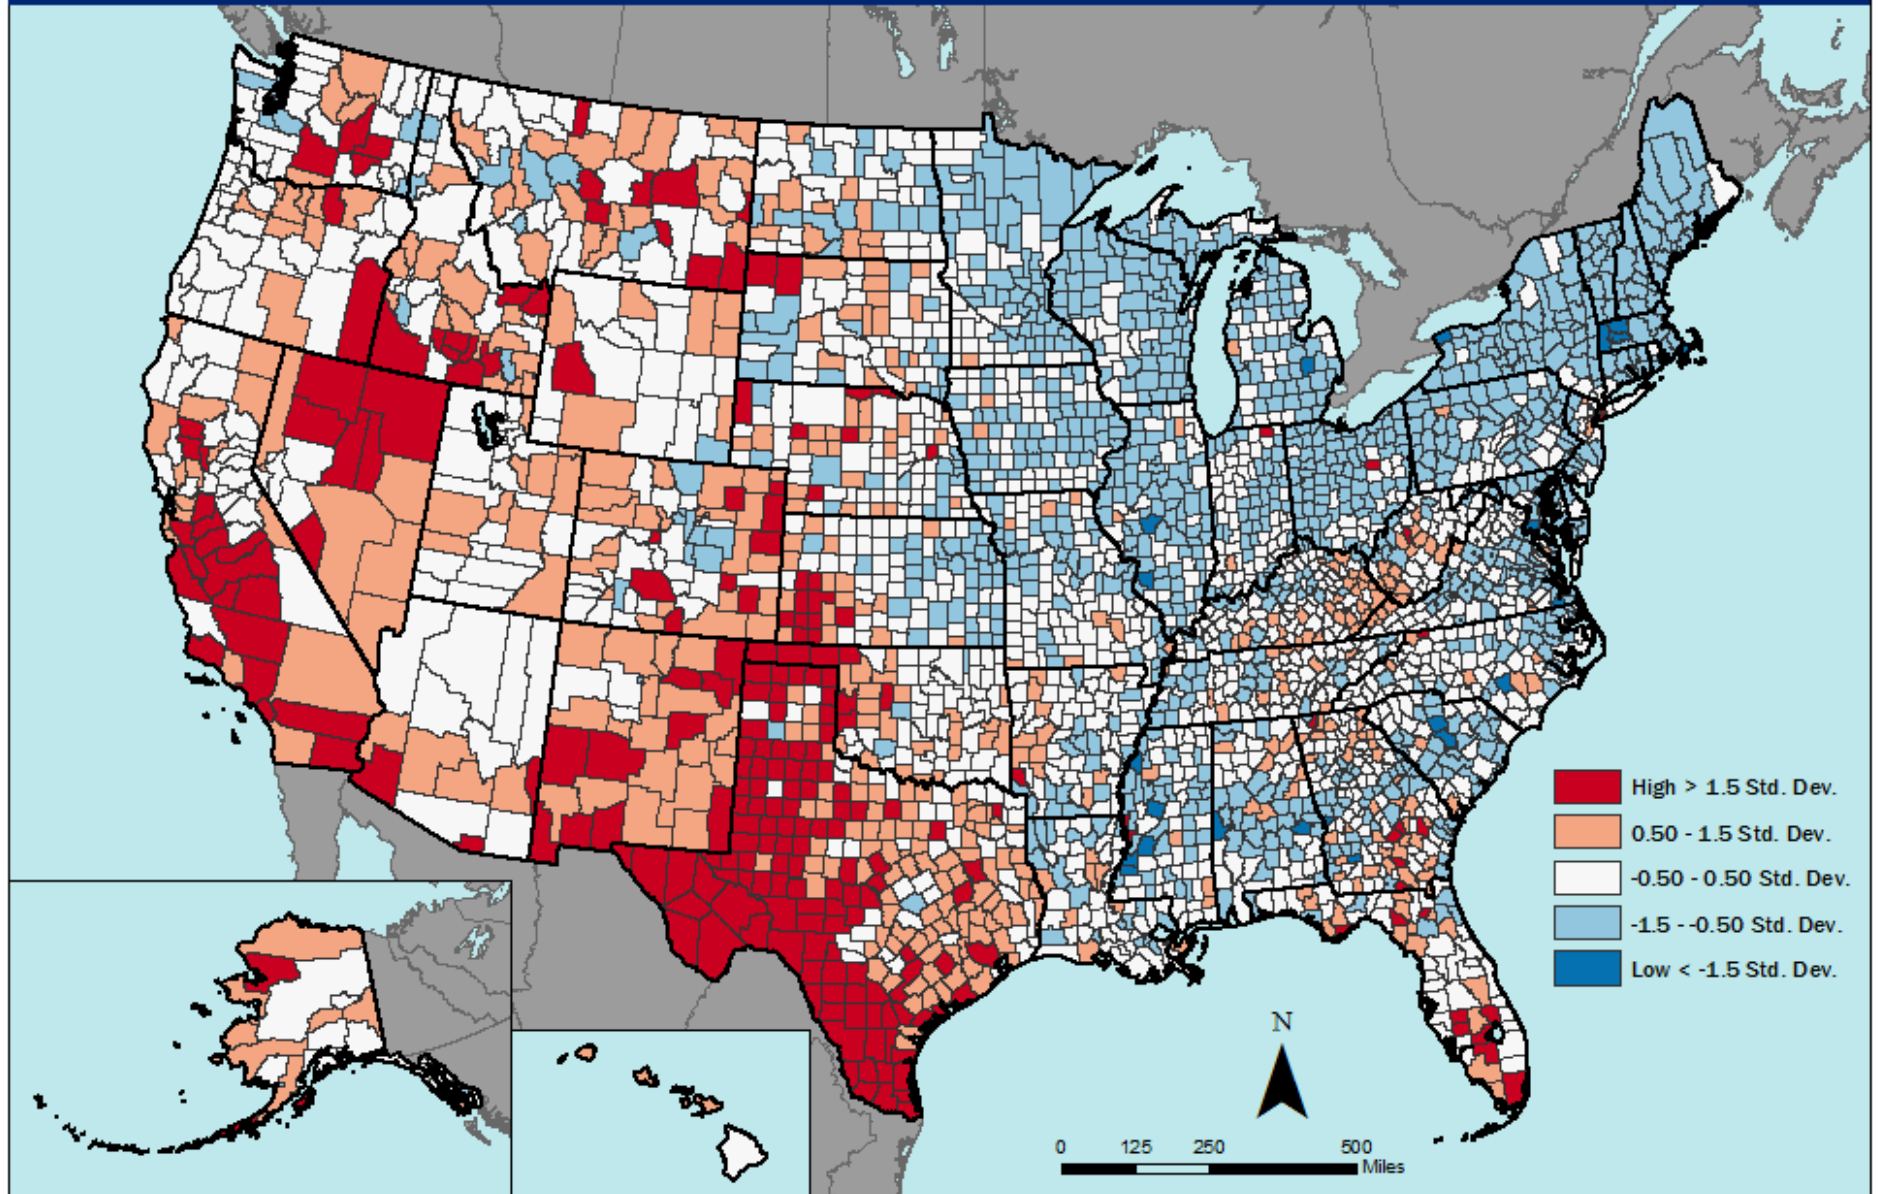 High > 1.5 Std. Dev.
0.50 - 1.5 Std. Dev.
-0.50 - 0.50 Std. Dev.
-1.5 - -0.50 Std. Dev.
Low < -1.5 Std. Dev.
N
0 125 250 500
Miles